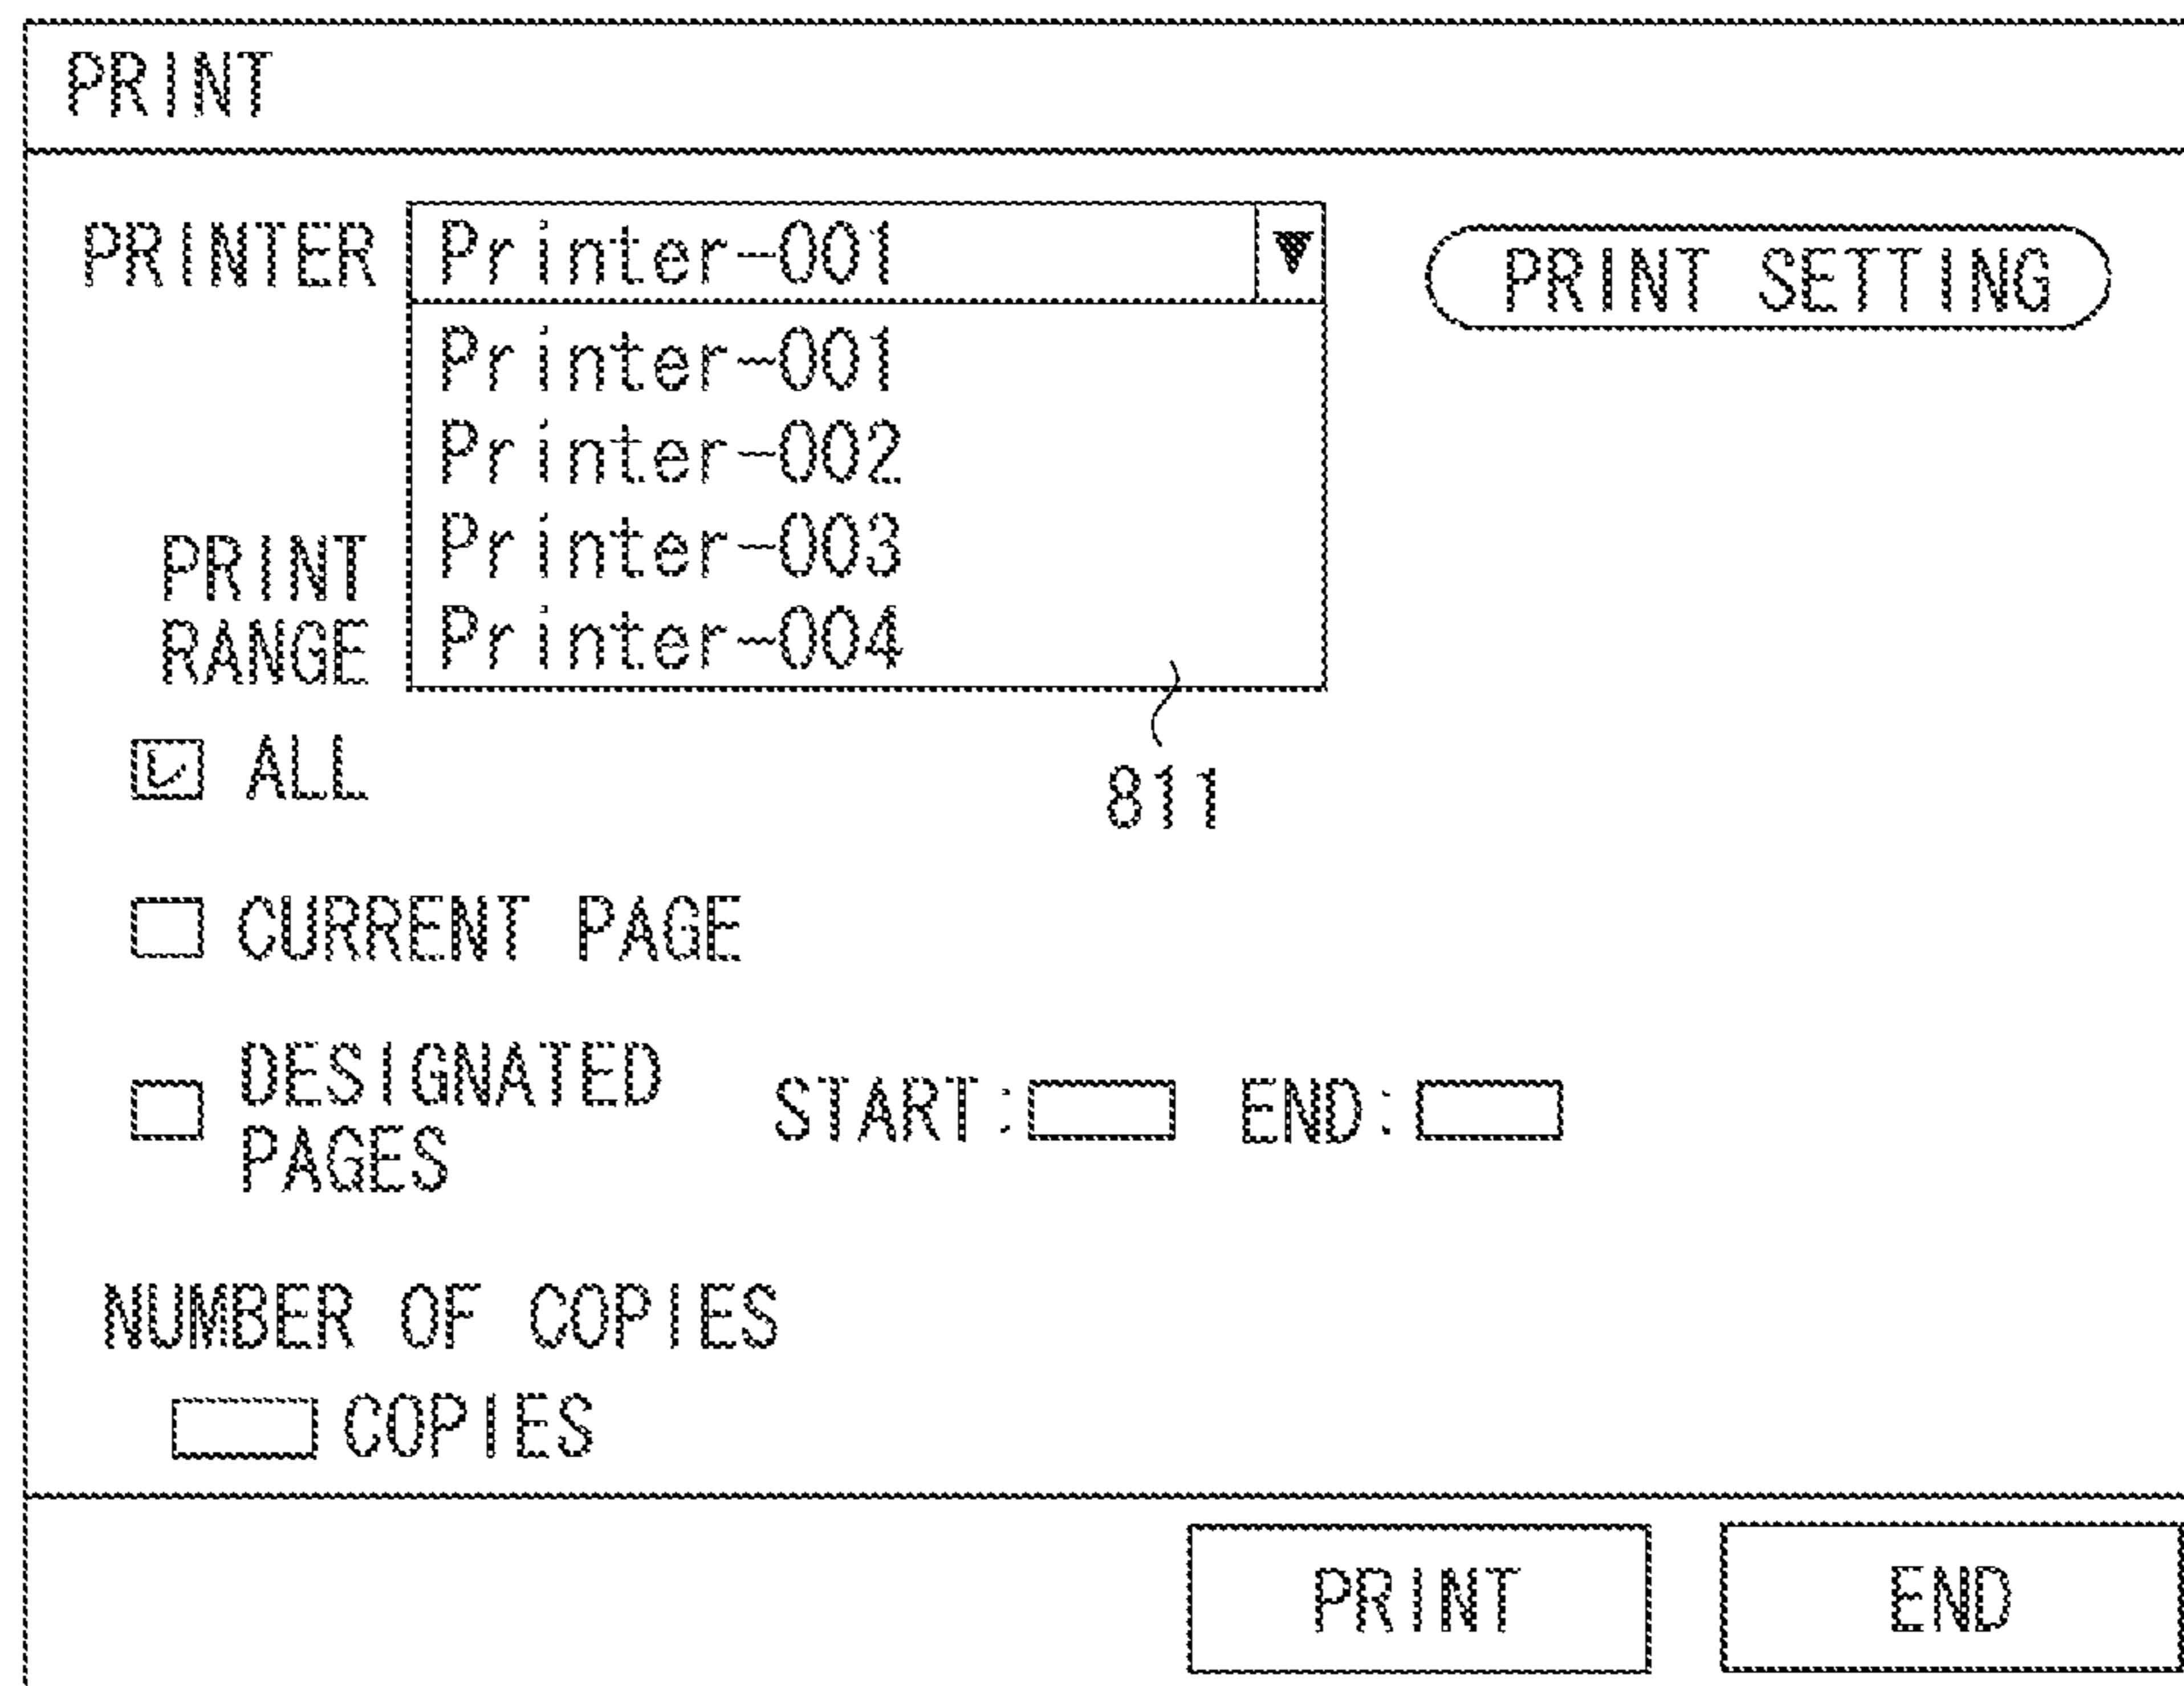 PRINT
PRINTER Printer-001 ▼ PRINT SETTING
Printer-001
Printer-002
Printer-003
Printer-004
PRINT
RANGE
811
ALL
CURRENT PAGE
DESIGNATED
PAGES
START: END:
NUMBER OF COPIES
COPIES
PRINT END